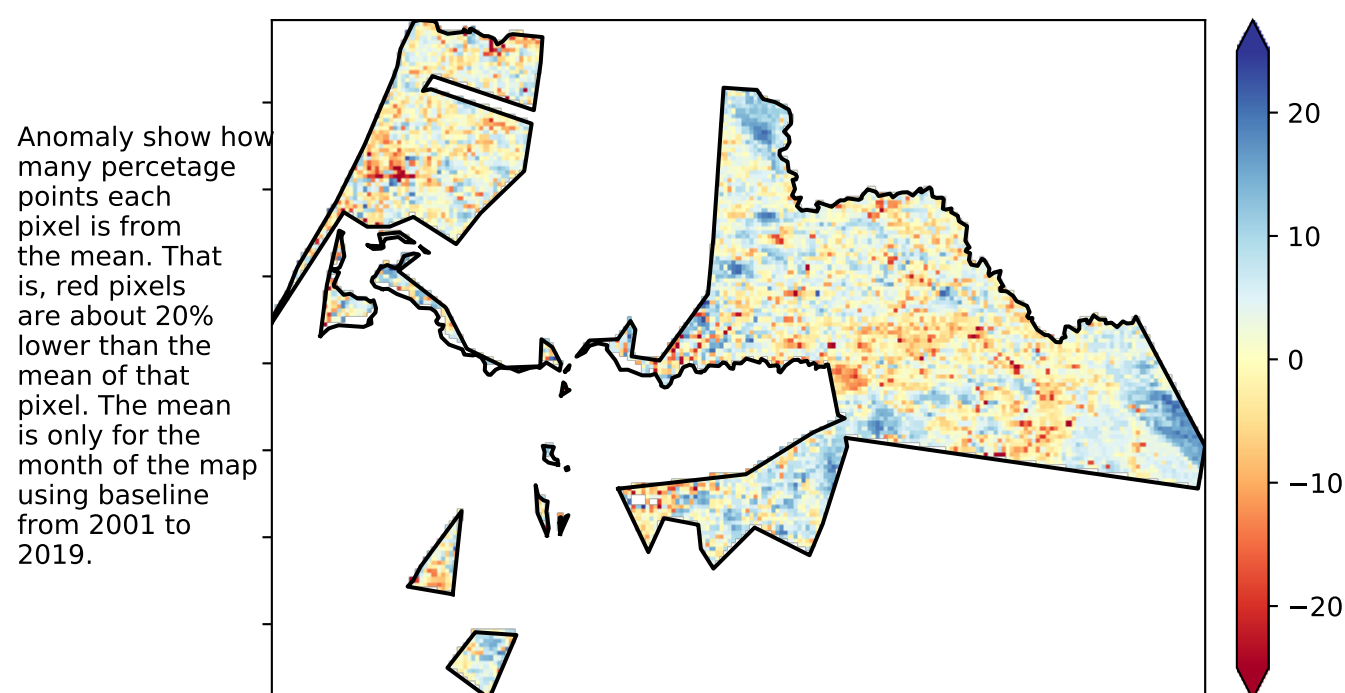 Anomaly show how
many percetage
points each
pixel is from
the mean. That
is, red pixels
are about 20%
lower than the
mean of that
pixel. The mean
is only for the
month of the map
using baseline
from 2001 to
2019.
20
10
0
−10
−20